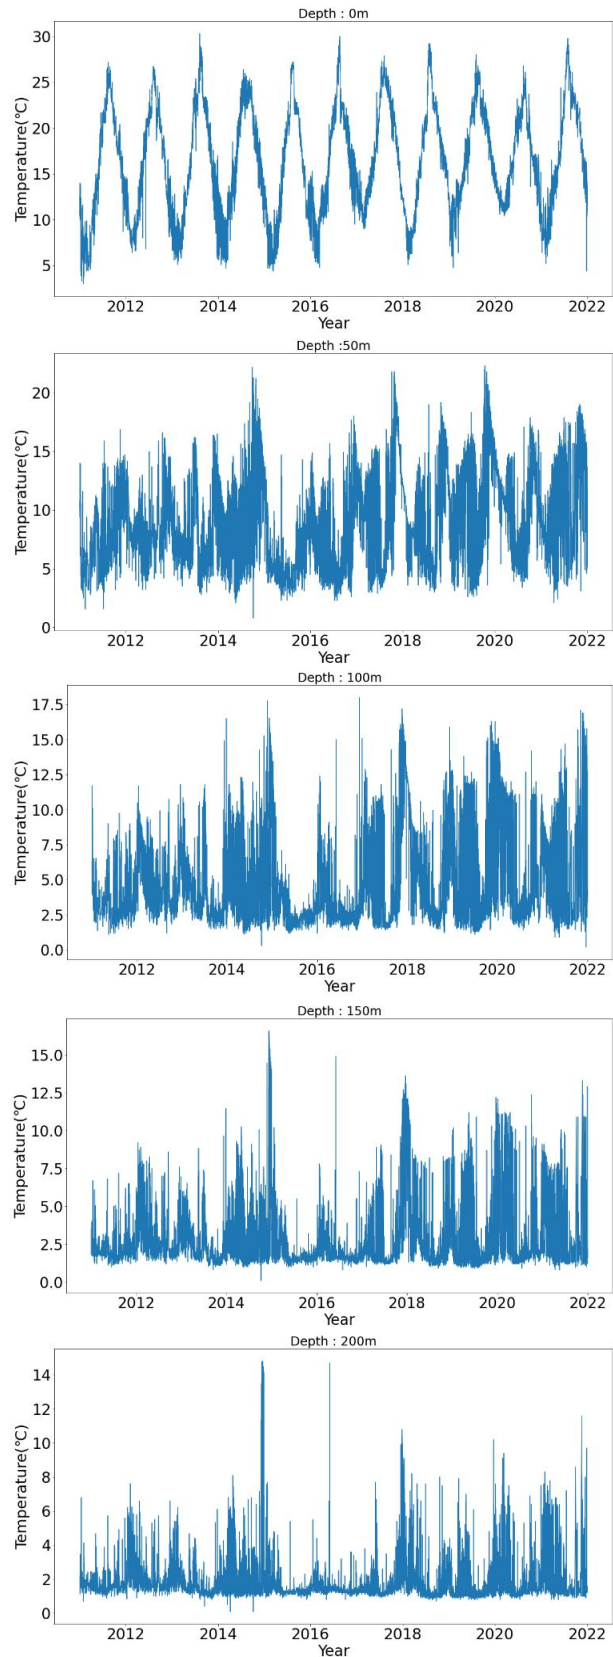 Depth : 0m
Temperature(℃)
30
25
20
15
10
5
2012 2014 2016 2018 2020 2022
Year
Depth :50m
Temperature(℃)
20
15
10
5
0
2012 2014 2016 2018 2020 2022
Year
Depth : 100m
Temperature(℃)
17.5
15.0
12.5
10.0
7.5
5.0
2.5
0.0
2012 2014 2016 2018 2020 2022
Year
Depth : 150m
Temperature(℃)
15.0
12.5
10.0
7.5
5.0
2.5
0.0
2012 2014 2016 2018 2020 2022
Year
Depth : 200m
Temperature(℃)
14
12
10
8
6
4
2
0
2012 2014 2016 2018 2020 2022
Year